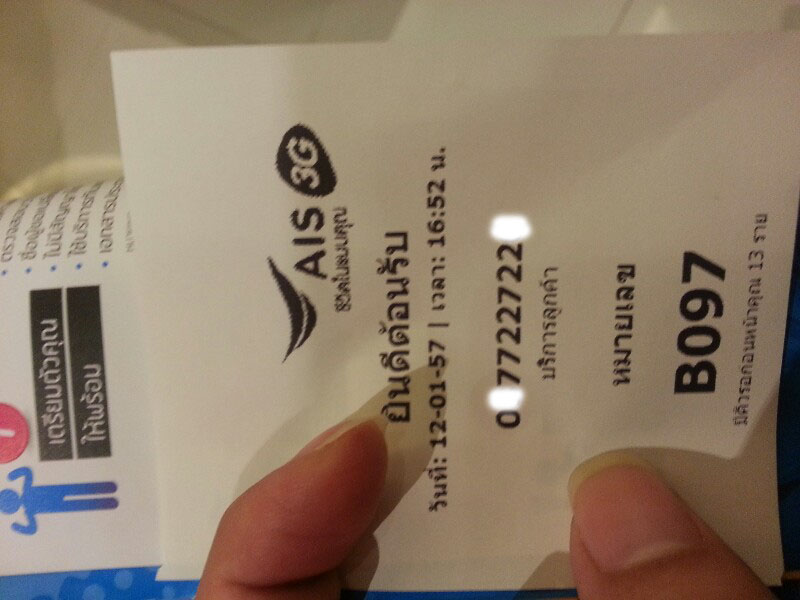 AIS 3G
ชีวิตในแบบคุณ
ยินดีต้อนรับ
วันที่: 12-01-57 | เวลา: 16:52 น.
0 7722722
บริการลูกค้า
หมายเลข
B097
มีคิวรอก่อนหน้าคุณ 13 ราย
เตรียมตัวคุณ
ให้พร้อม